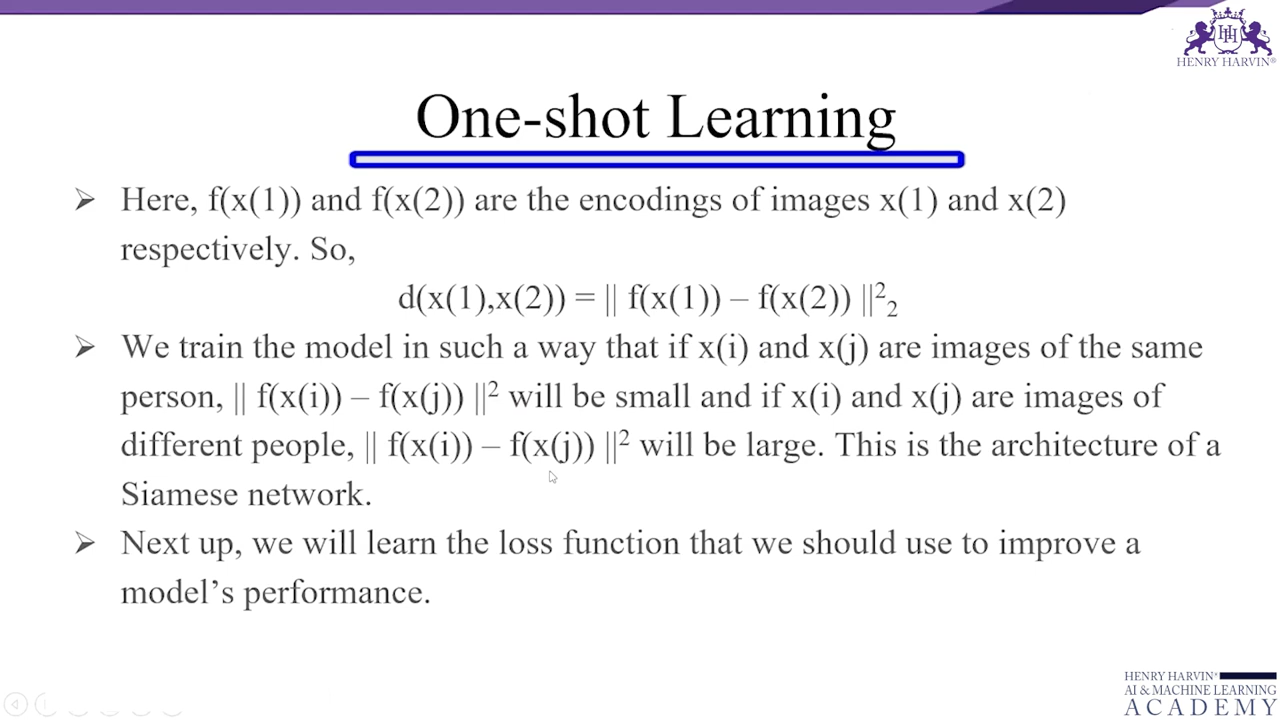 HENRY HARVIN®
One-shot Learning
➢ Here, f(x(1)) and f(x(2)) are the encodings of images x(1) and x(2)
respectively. So,
d(x(1),x(2)) = || f(x(1)) – f(x(2)) ||²₂
➢ We train the model in such a way that if x(i) and x(j) are images of the same
person, || f(x(i)) – f(x(j)) ||² will be small and if x(i) and x(j) are images of
different people, || f(x(i)) – f(x(j)) ||² will be large. This is the architecture of a
Siamese network.
➢ Next up, we will learn the loss function that we should use to improve a
model’s performance.
HENRY HARVIN®
AI & MACHINE LEARNING
ACADEMY